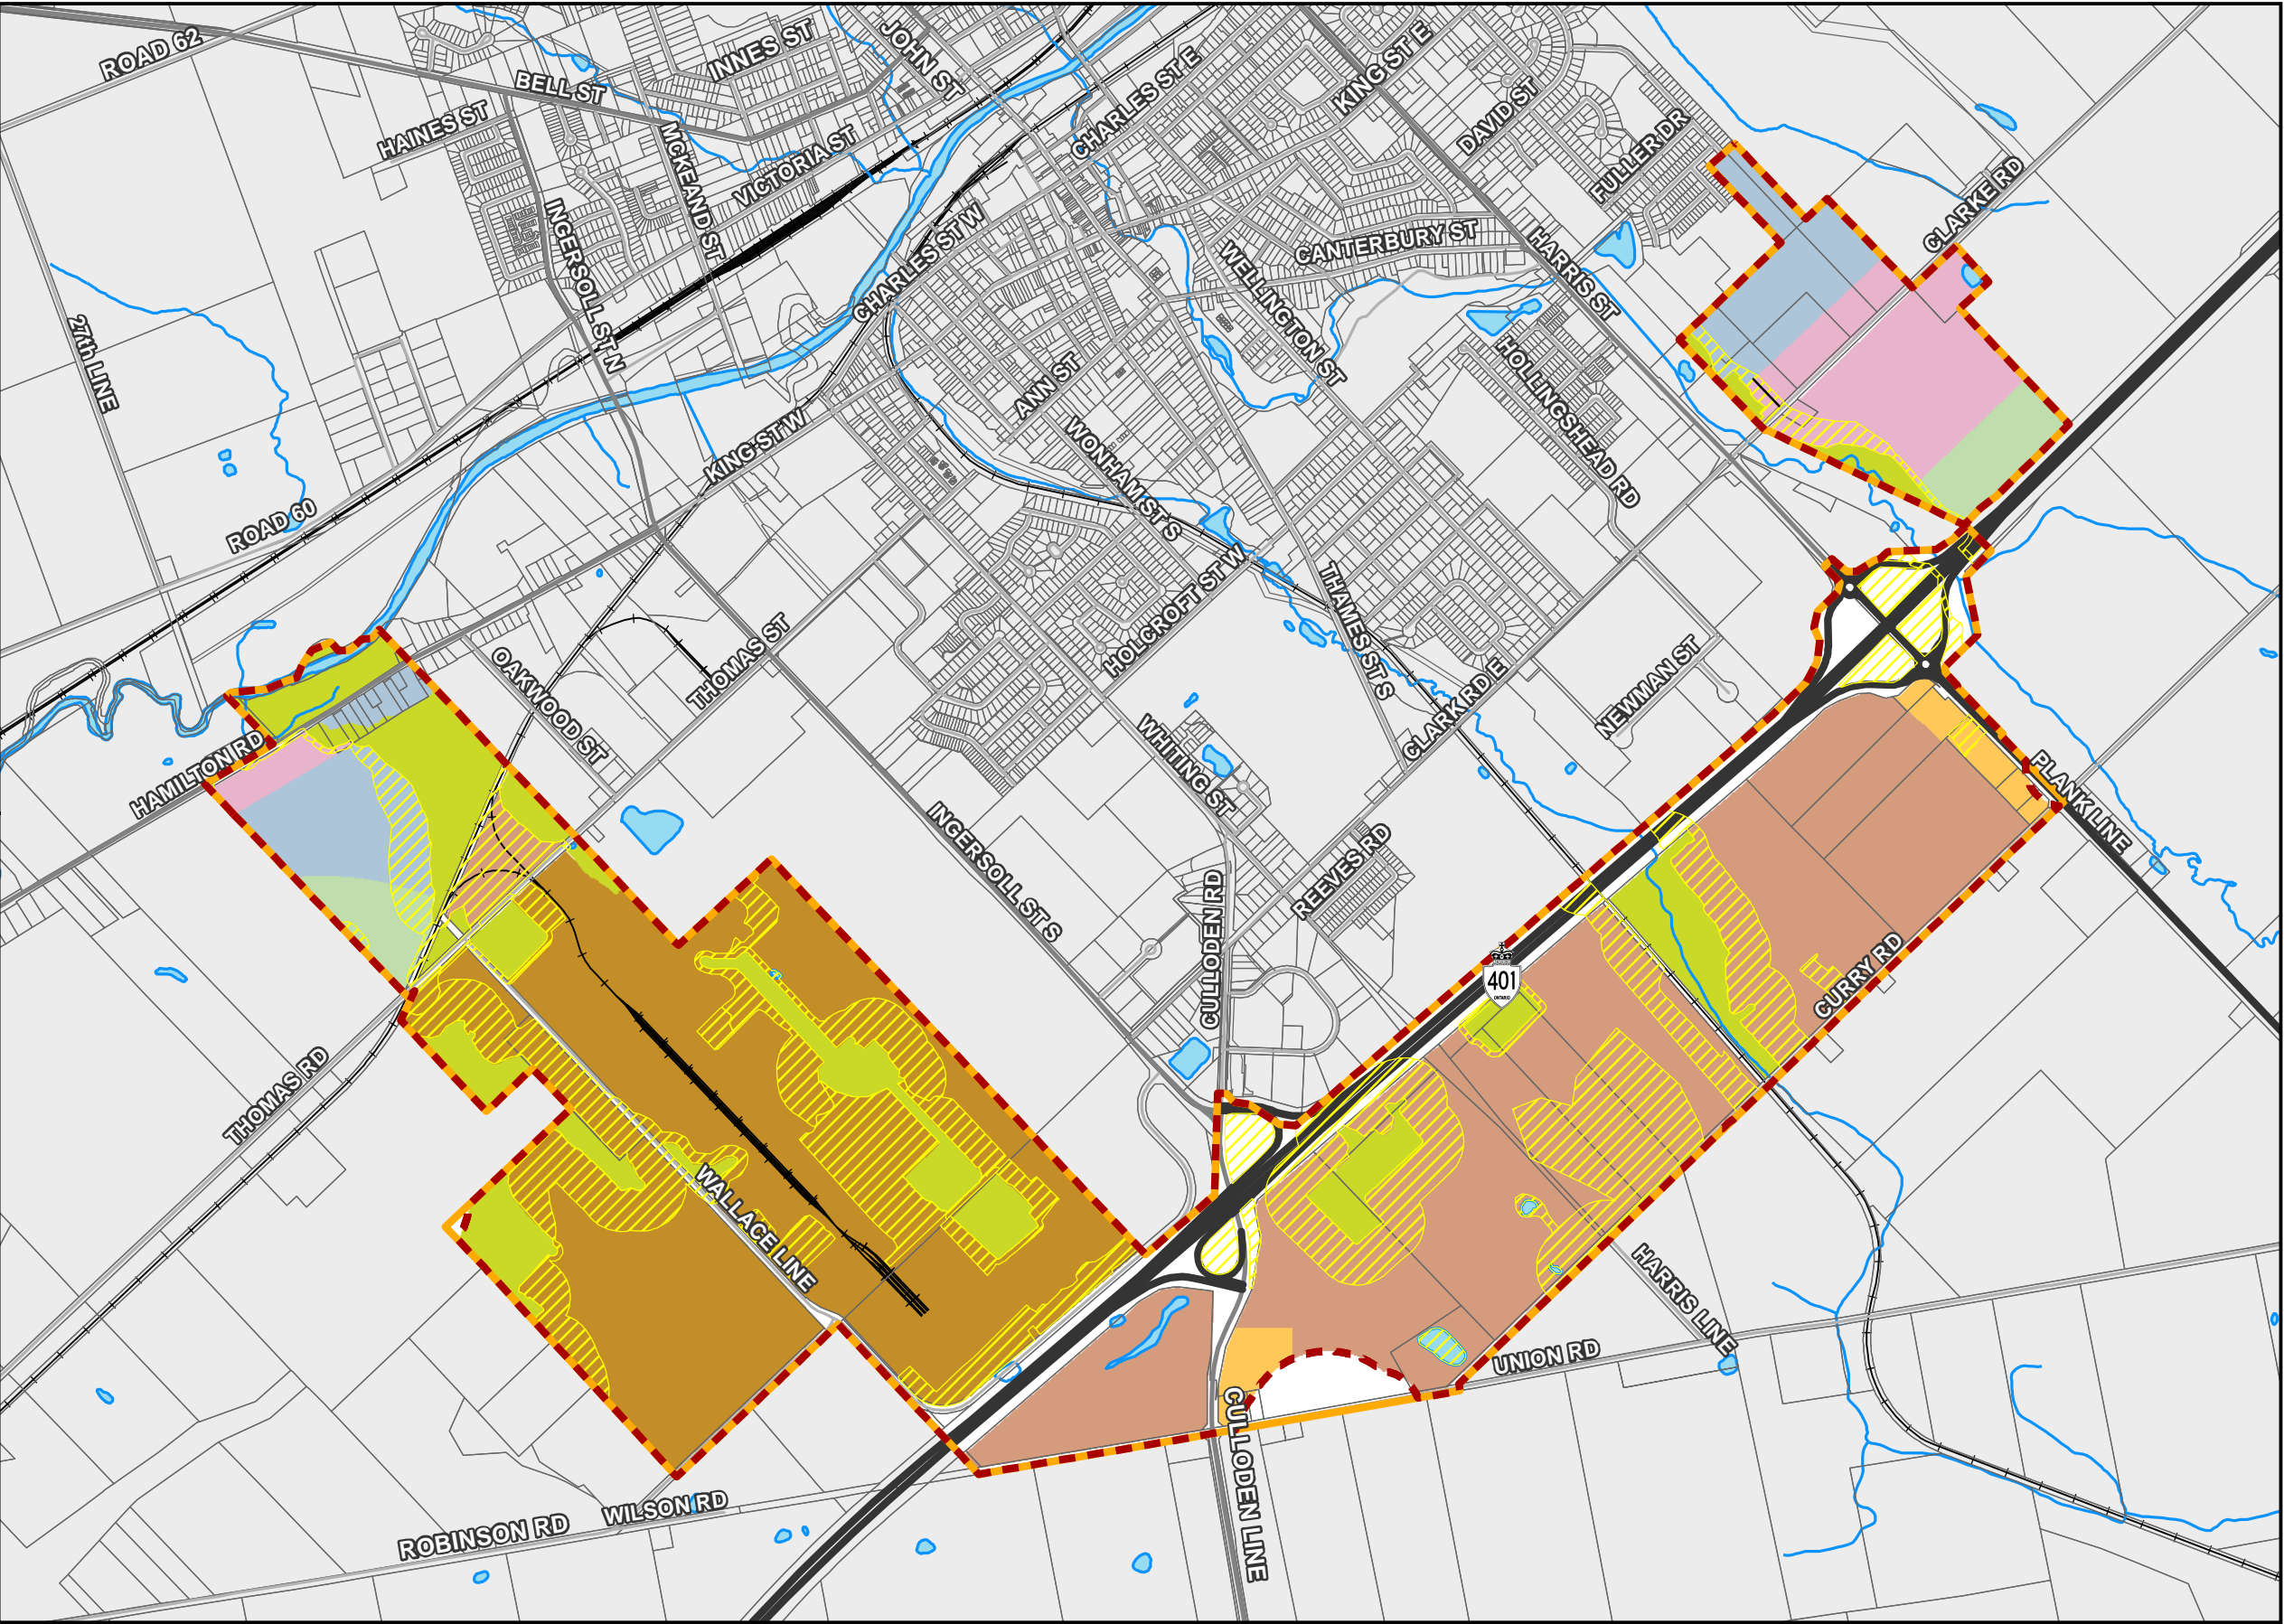 ROAD 62
INNES ST
JOHN ST
BELL ST
KING ST E
CHARLES ST E
HAINES ST
DAVID ST
FULLER DR
MCKEAND ST
VICTORIA ST
CLARKE RD
INGERSOLL ST N
CHARLES ST W
WELLINGTON ST
CANTERBURY ST
HARRIS ST
27th LINE
ANN ST
HOLLINGSHEAD RD
KING ST W
WONHAM ST S
ROAD 60
HOLCROFT ST W
THAMES ST S
OAKWOOD ST
THOMAS ST
CLARK RD E
NEWMAN ST
HAMILTON RD
WHITING ST
PLANK LINE
INGERSOLL ST S
CULLODEN RD
REEVES RD
401
ONTARIO
CURRY RD
THOMAS RD
WALLACE LINE
HARRIS LINE
UNION RD
CULLODEN LINE
WILSON RD
ROBINSON RD